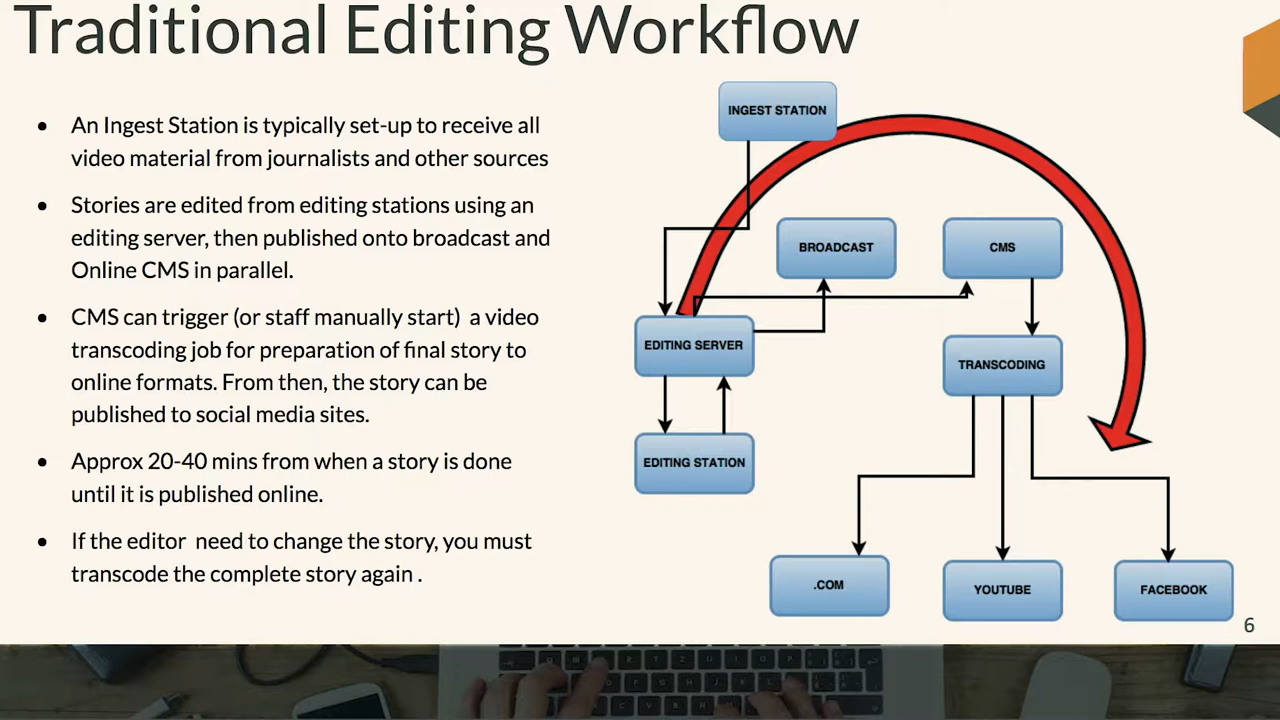 Traditional Editing Workflow
• An Ingest Station is typically set-up to receive all
video material from journalists and other sources
• Stories are edited from editing stations using an
editing server, then published onto broadcast and
Online CMS in parallel.
• CMS can trigger (or staff manually start) a video
transcoding job for preparation of final story to
online formats. From then, the story can be
published to social media sites.
• Approx 20-40 mins from when a story is done
until it is published online.
• If the editor need to change the story, you must
transcode the complete story again .
INGEST STATION
BROADCAST
CMS
EDITING SERVER
TRANSCODING
EDITING STATION
.COM
YOUTUBE
FACEBOOK
6